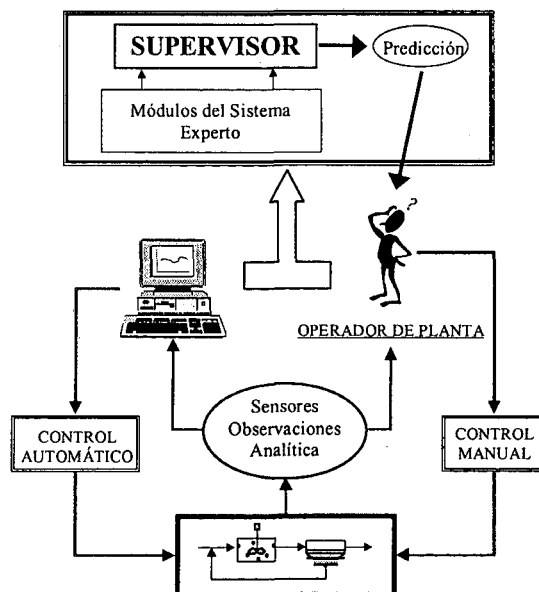 SUPERVISOR
Predicción
Módulos del Sistema
Experto
?
OPERADOR DE PLANTA
Sensores
Observaciones
Analítica
CONTROL
AUTOMÁTICO
CONTROL
MANUAL